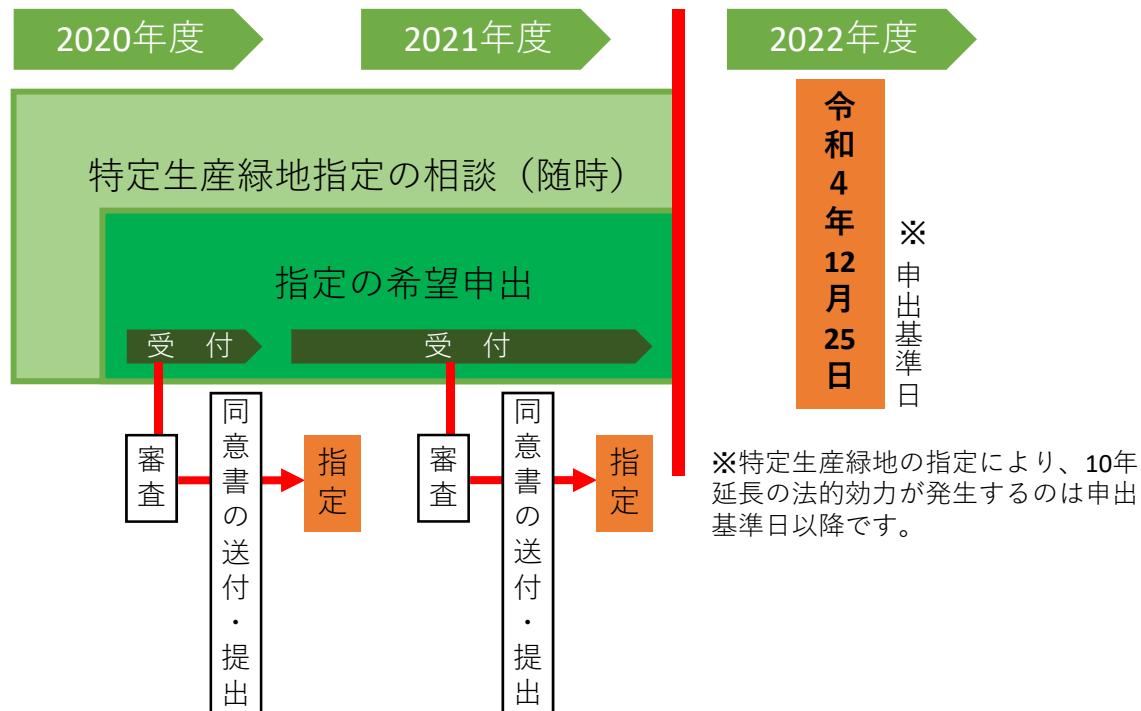 2020年度
2021年度
2022年度
特定生産緑地指定の相談（随時）
指定の希望申出
受　付
受　付
審査
同意書の送付・提出
指定
審査
同意書の送付・提出
指定
令和4年12月25日
※申出基準日
※特定生産緑地の指定により、10年
延長の法的効力が発生するのは申出
基準日以降です。